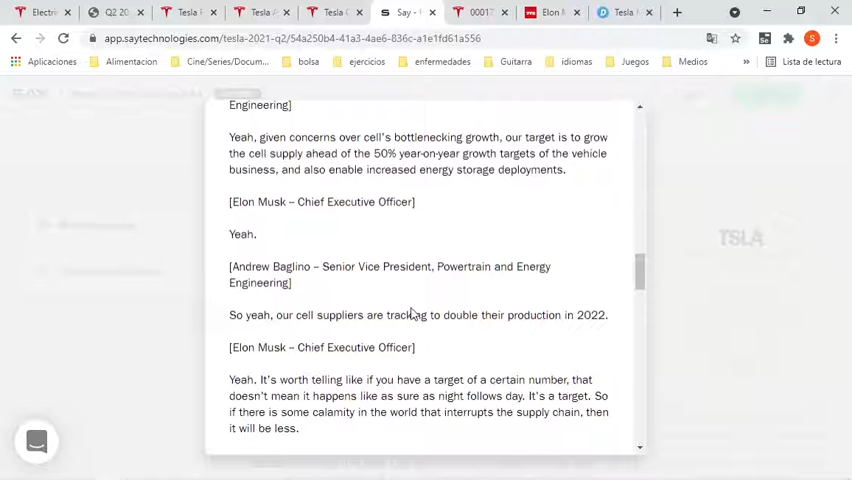 Electri
Q2 20
Tesla F
Tesla A
Tesla C
Say - F
00017
Elon M
Tesla M
app.saytechnologies.com/tesla-2021-q2/54a250b4-41a3-4ae6-836c-a1e1fd61a556
Aplicaciones
Alimentacion
Cine/Series/Docum...
bolsa
ejercicios
enfermedades
Guitarra
idiomas
Juegos
Medios
»
Lista de lectura
Engineering]
Yeah, given concerns over cell's bottlenecking growth, our target is to grow
the cell supply ahead of the 50% year-on-year growth targets of the vehicle
business, and also enable increased energy storage deployments.
[Elon Musk – Chief Executive Officer]
Yeah.
[Andrew Baglino – Senior Vice President, Powertrain and Energy
Engineering]
So yeah, our cell suppliers are tracking to double their production in 2022.
[Elon Musk – Chief Executive Officer]
Yeah. It's worth telling like if you have a target of a certain number, that
doesn't mean it happens like as sure as night follows day. It's a target. So
if there is some calamity in the world that interrupts the supply chain, then
it will be less.
TSLA